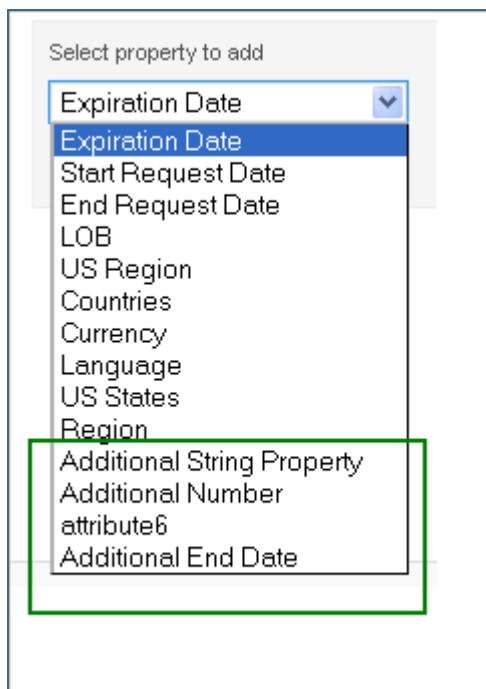 Select property to add
Expiration Date
Expiration Date
Start Request Date
End Request Date
LOB
US Region
Countries
Currency
Language
US States
Region
Additional String Property
Additional Number
attribute6
Additional End Date